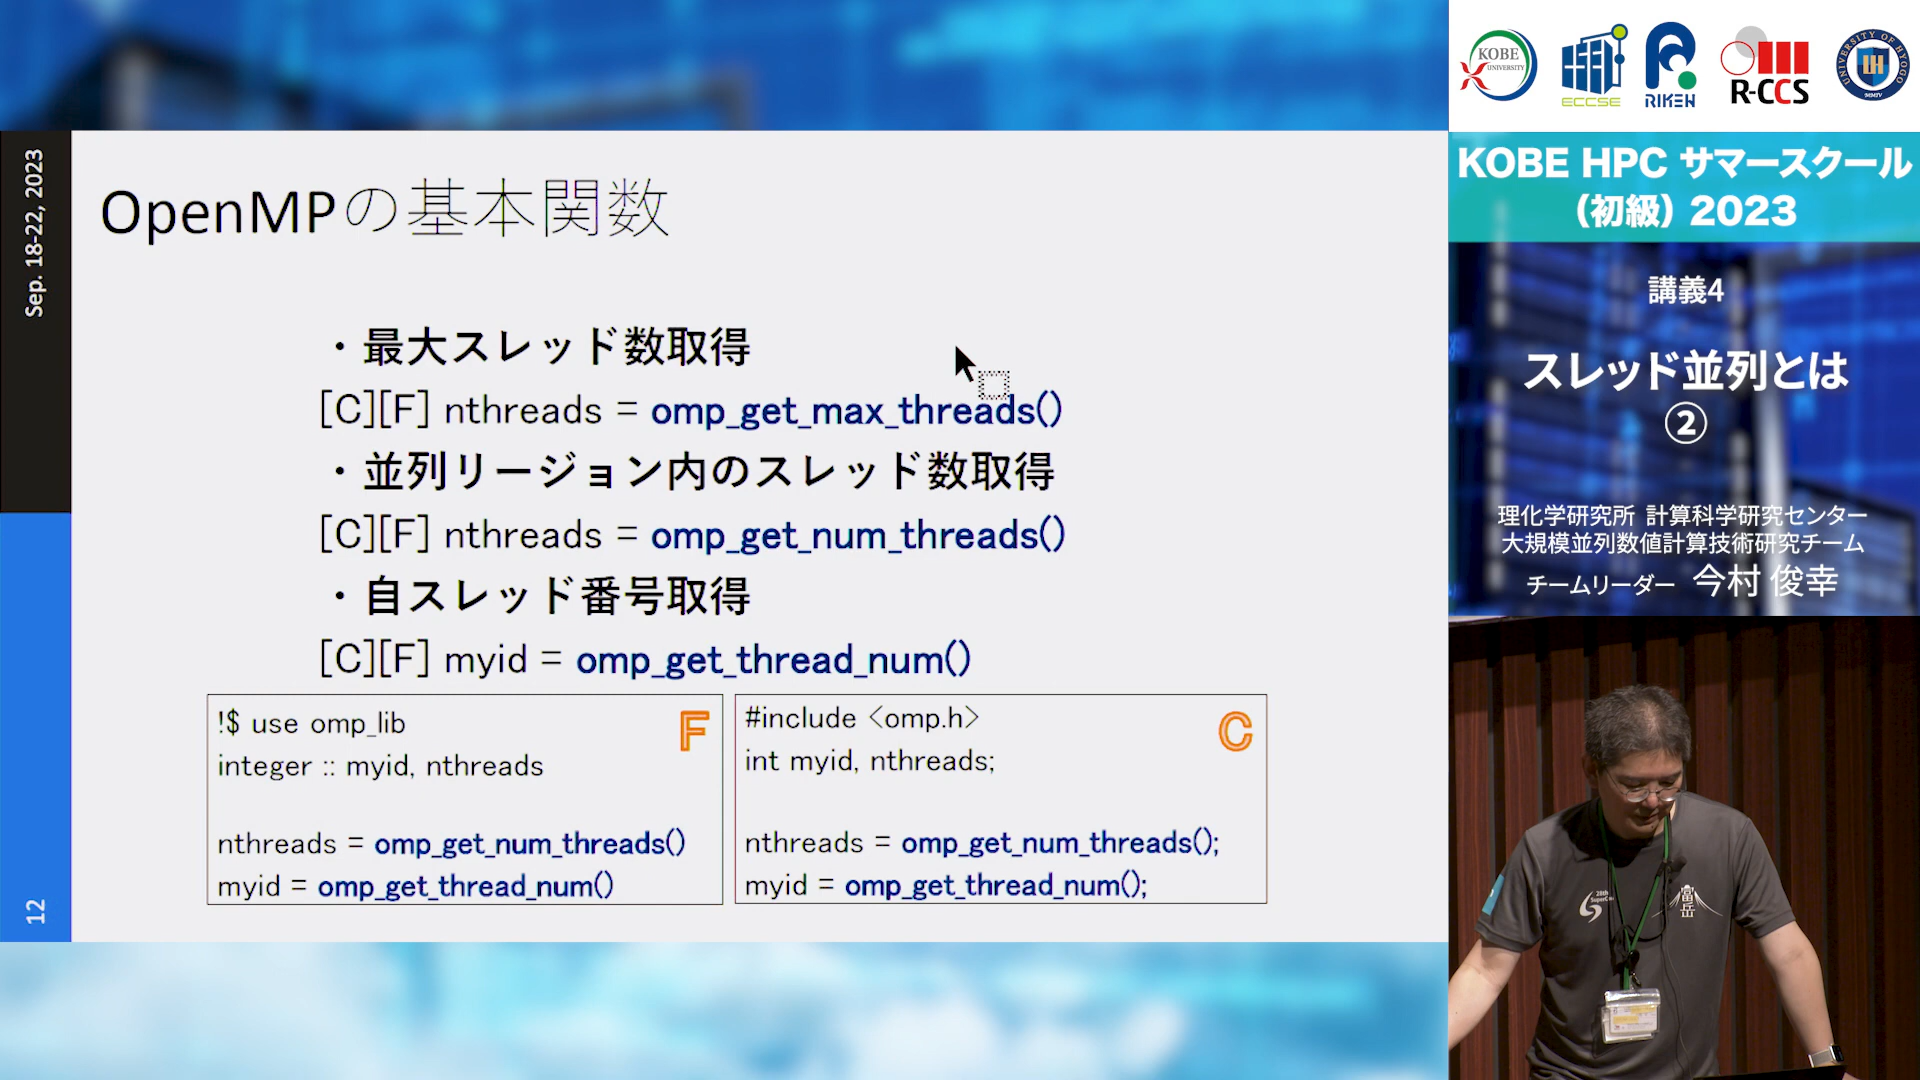 Sep. 18-22, 2023
12
OpenMPの基本関数
・最大スレッド数取得
[C][F] nthreads = omp_get_max_threads()
・並列リージョン内のスレッド数取得
[C][F] nthreads = omp_get_num_threads()
・自スレッド番号取得
[C][F] myid = omp_get_thread_num()
!$ use omp_lib
F
integer :: myid, nthreads
nthreads = omp_get_num_threads()
myid = omp_get_thread_num()
#include <omp.h>
C
int myid, nthreads;
nthreads = omp_get_num_threads();
myid = omp_get_thread_num();
KOBE
UNIVERSITY
ECCSE
RIKEN
R-CCS
UNIVERSITY OF HYOGO
KOBE HPC サマースクール
（初級）2023
講義4
スレッド並列とは
②
理化学研究所 計算科学研究センター
大規模並列数値計算技術研究チーム
チームリーダー 今村 俊幸
富岳